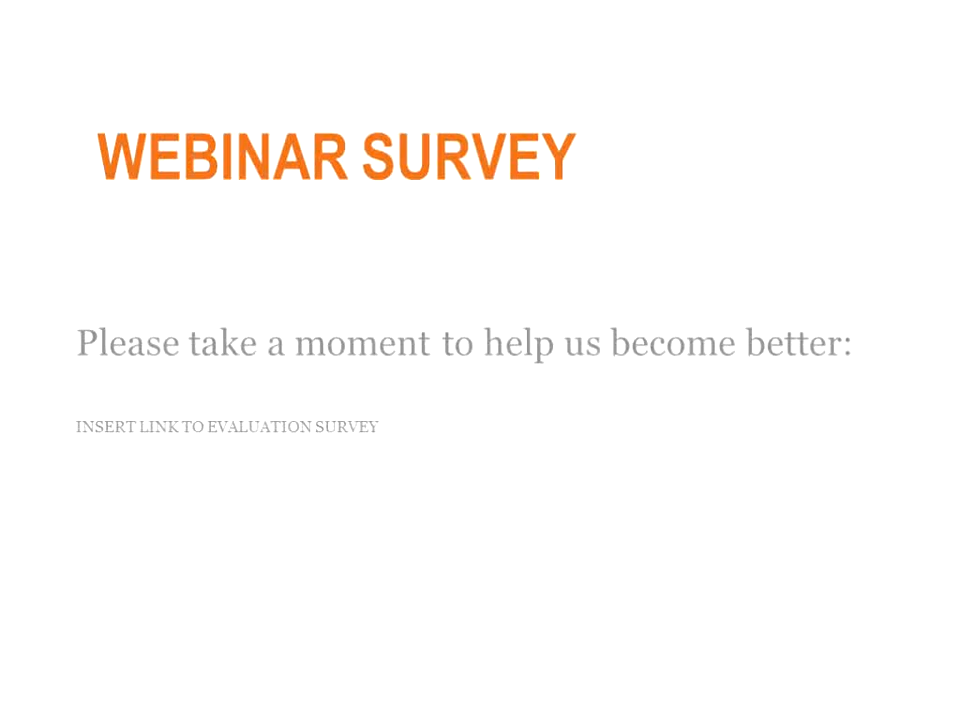 WEBINAR SURVEY
Please take a moment to help us become better:
INSERT LINK TO EVALUATION SURVEY